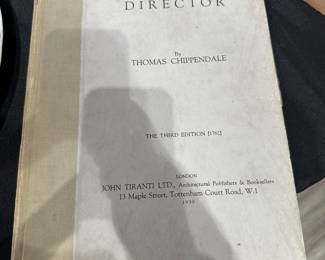 DIRECTOR
By
THOMAS CHIPPENDALE
THE THIRD EDITION [1762]
LONDON
JOHN TIRANTI LTD., Architectural Publishers & Booksellers
13 Maple Street, Tottenham Court Road, W.1
1939